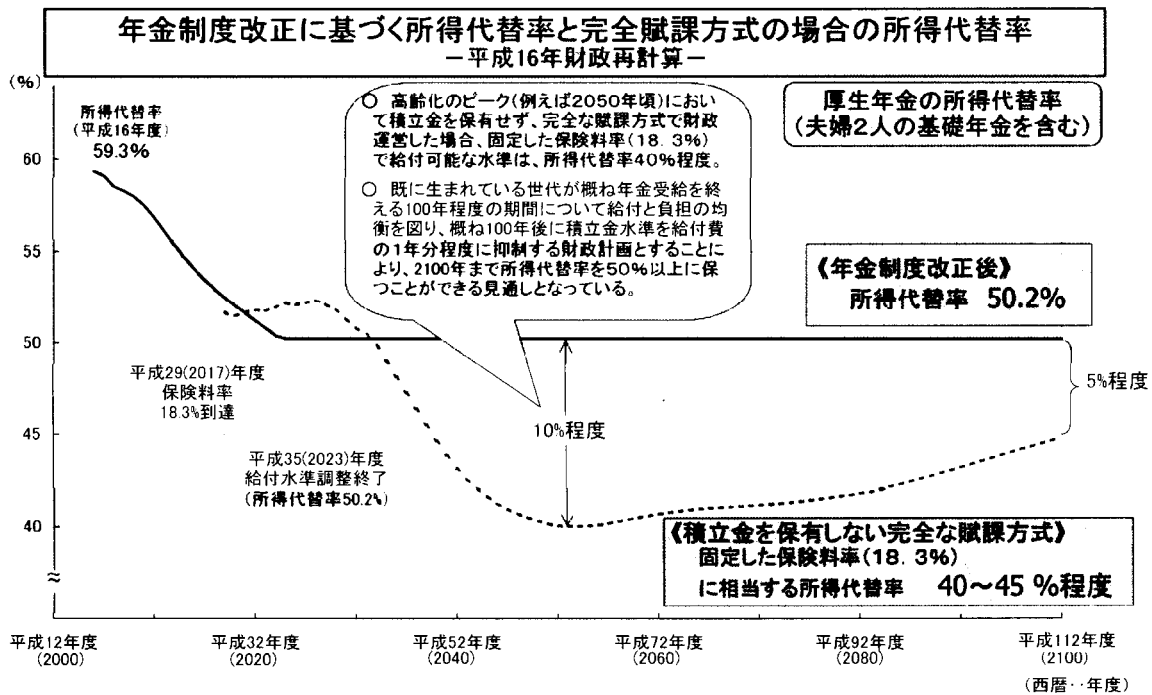 年金制度改正に基づく所得代替率と完全賦課方式の場合の所得代替率
－平成16年財政再計算－
(%)
所得代替率
(平成16年度)
59.3%
○ 高齢化のピーク(例えば2050年頃)におい
て積立金を保有せず、完全な賦課方式で財政
運営した場合、固定した保険料率(18.3%)
で給付可能な水準は、所得代替率40%程度。
○ 既に生まれている世代が概ね年金受給を終
える100年程度の期間について給付と負担の均
衡を図り、概ね100年後に積立金水準を給付費
の1年分程度に抑制する財政計画とすることに
より、2100年まで所得代替率を50%以上に保
つことができる見通しとなっている。
厚生年金の所得代替率
(夫婦2人の基礎年金を含む)
60
55
50
45
40
≈
《年金制度改正後》
所得代替率 50.2%
平成29(2017)年度
保険料率
18.3%到達
平成35(2023)年度
給付水準調整終了
(所得代替率50.2%)
10%程度
5%程度
《積立金を保有しない完全な賦課方式》
固定した保険料率(18.3%)
に相当する所得代替率 40～45 %程度
平成12年度
(2000)
平成32年度
(2020)
平成52年度
(2040)
平成72年度
(2060)
平成92年度
(2080)
平成112年度
(2100)
(西暦‥年度)